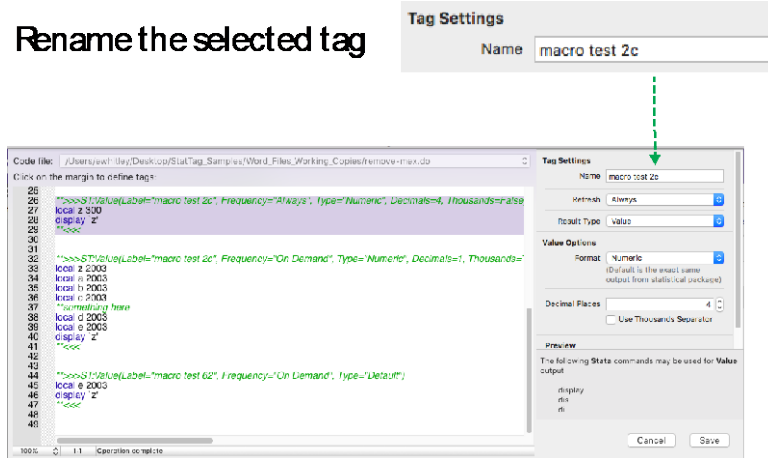 Rename the selected tag
Tag Settings
Name macro test 2c
Code file: /Users/ewhitley/Desktop/StatTag_Samples/Word_Files_Working_Copies/remove-mex.do
Click on the margin to define tags:
25
26 **>>>ST:Value(Label="macro test 2c", Frequency="Always", Type="Numeric", Decimals=4, Thousands=False
27 local z 300
28 display `z'
29 **<<<
30
31
32 **>>>ST:Value(Label="macro test 2c", Frequency="On Demand", Type="Numeric", Decimals=1, Thousands=
33 local z 2003
34 local a 2003
35 local b 2003
36 local c 2003
37 **something here
38 local d 2003
39 local e 2003
40 display `z'
41 **<<<
42
43
44 **>>>ST:Value(Label="macro test 62", Frequency="On Demand", Type="Default")
45 local e 2003
46 display `z'
47 **<<<
48
49
100% 1:1 Operation complete
Tag Settings
Name macro test 2c
Refresh Always
Result Type Value
Value Options
Format Numeric
(Default is the exact same
output from statistical package)
Decimal Places 4
Use Thousands Separator
Preview
The following Stata commands may be used for Value
output
display
dis
di
Cancel Save